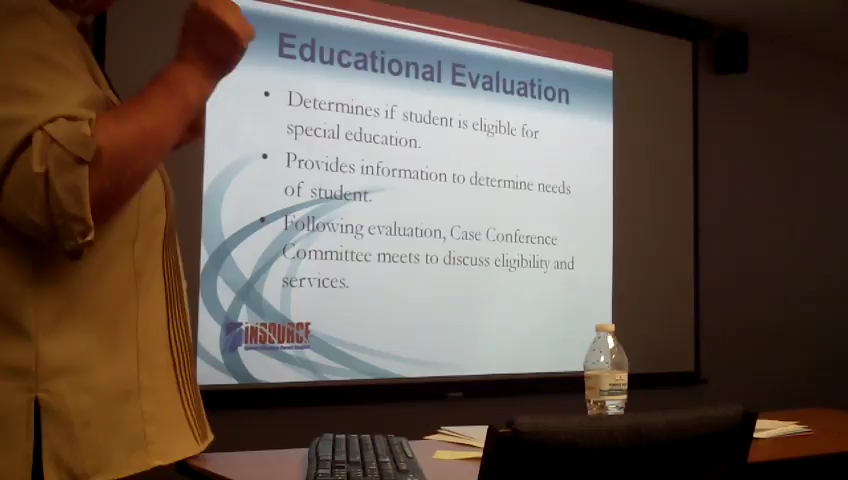 Educational Evaluation
• Determines if student is eligible for
special education.
• Provides information to determine needs
of student.
• Following evaluation, Case Conference
Committee meets to discuss eligibility and
services.
INSOURCE